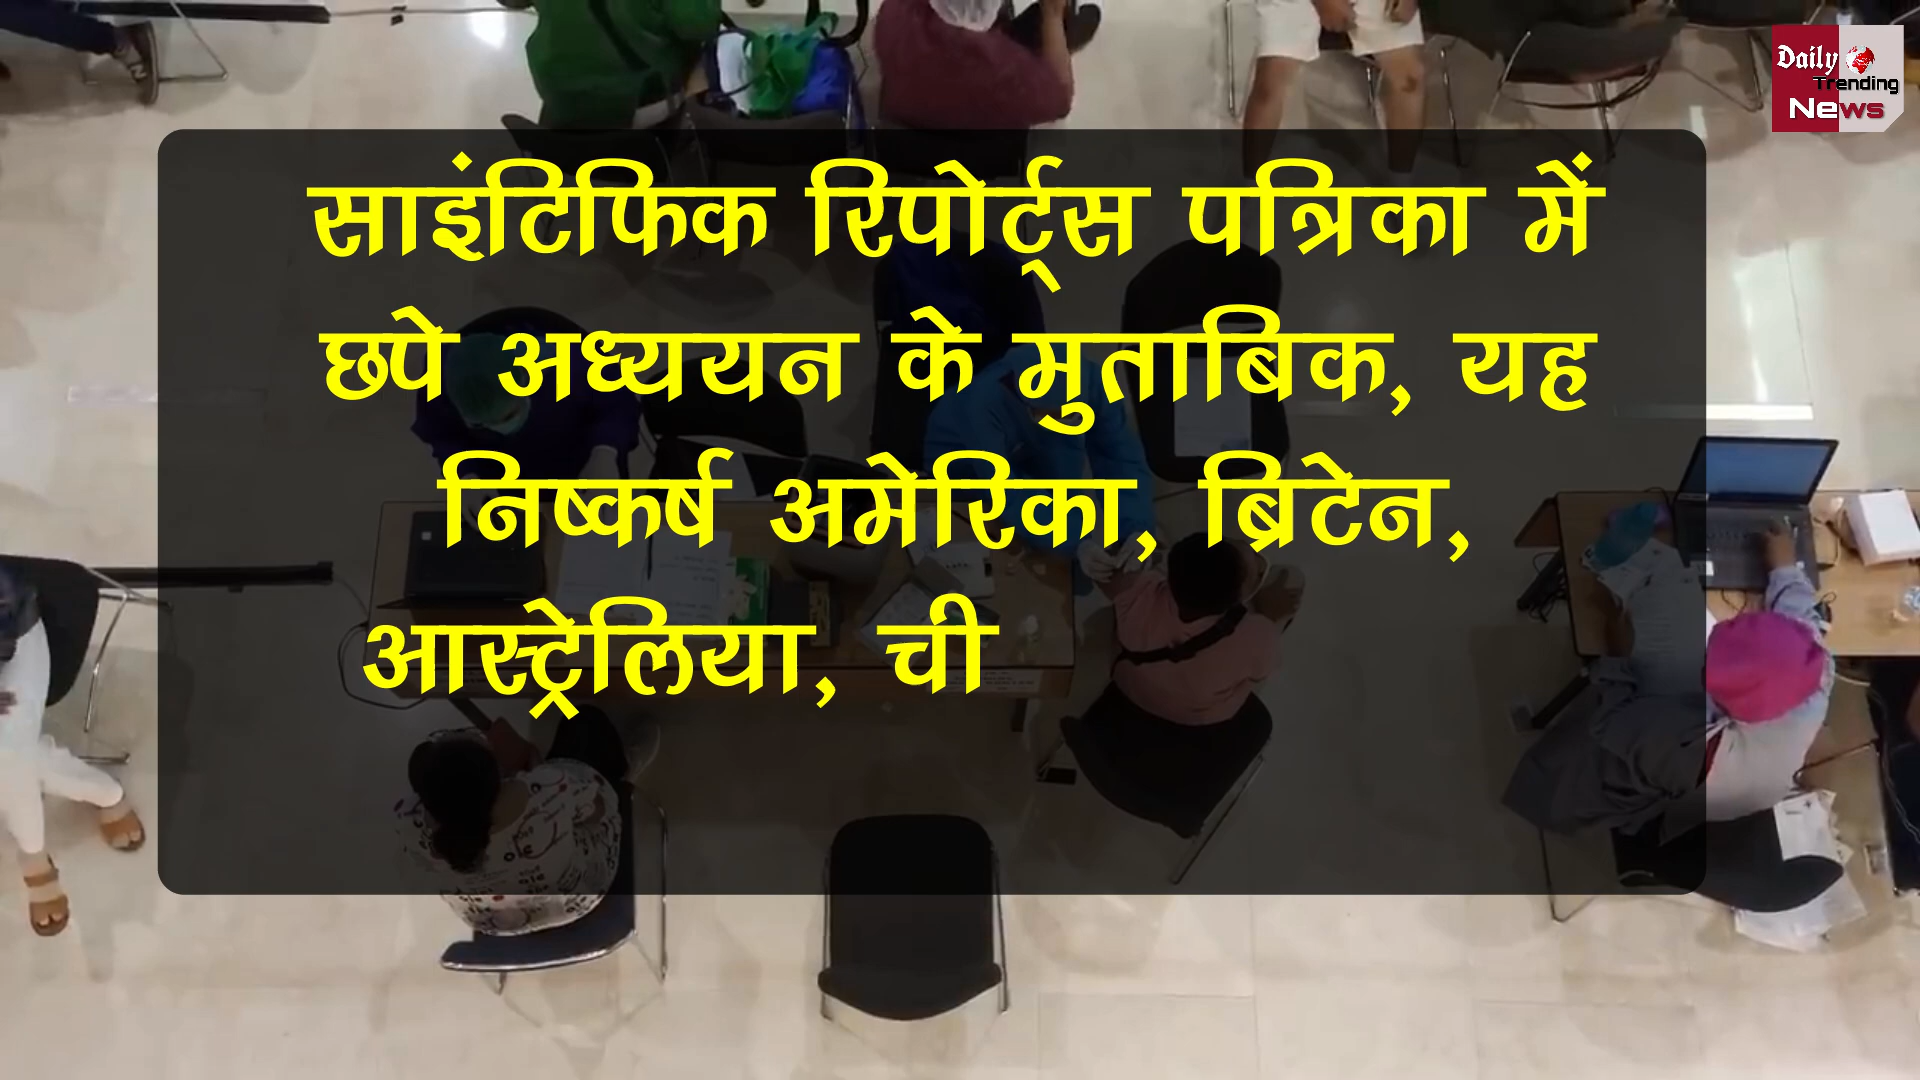 Daily
Trending
News
साइंटिफिक रिपोर्ट्स पत्रिका में
छपे अध्ययन के मुताबिक, यह
निष्कर्ष अमेरिका, ब्रिटेन,
आस्ट्रेलिया, ची